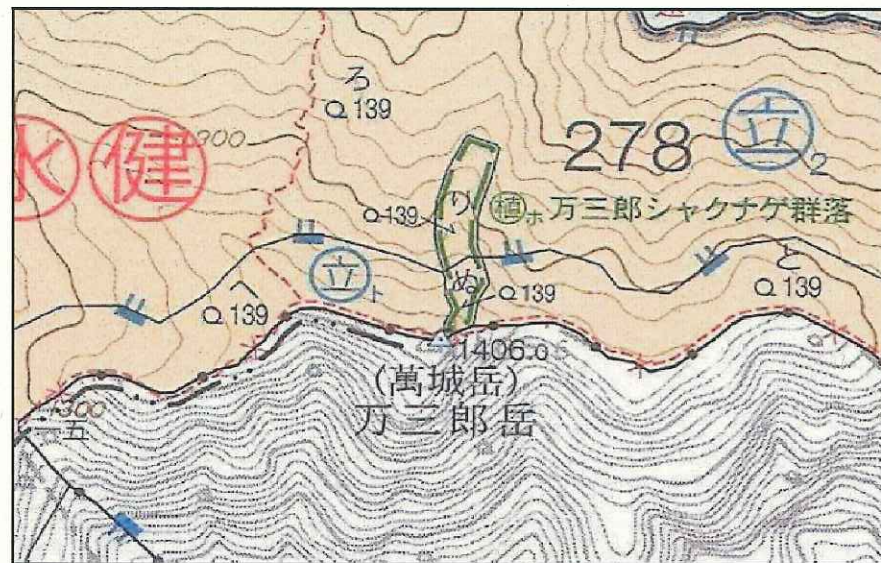 ろ
139
水 健
300
278 立 2
り
139
植 ホ 万三郎シャクナゲ群落
立 ト
へ
139
ぬ
139
と
139
1406.0
(萬城岳)
万三郎岳
1300
五